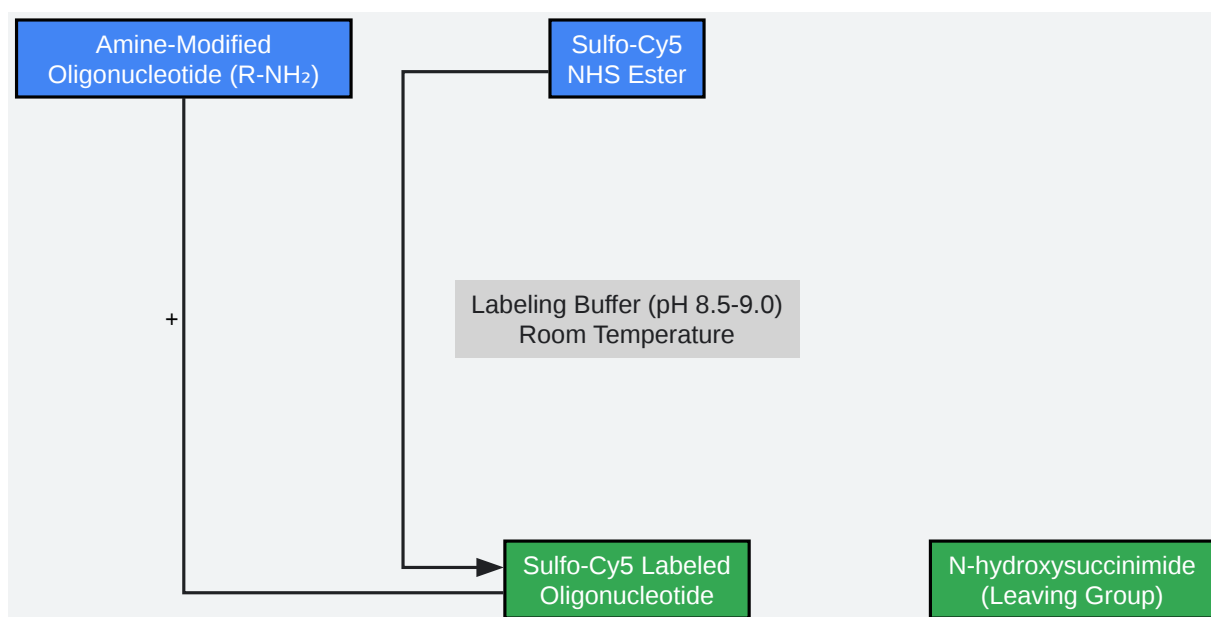 Amine-Modified
Oligonucleotide (R-NH₂)
Sulfo-Cy5
NHS Ester
+
Labeling Buffer (pH 8.5-9.0)
Room Temperature
Sulfo-Cy5 Labeled
Oligonucleotide
N-hydroxysuccinimide
(Leaving Group)